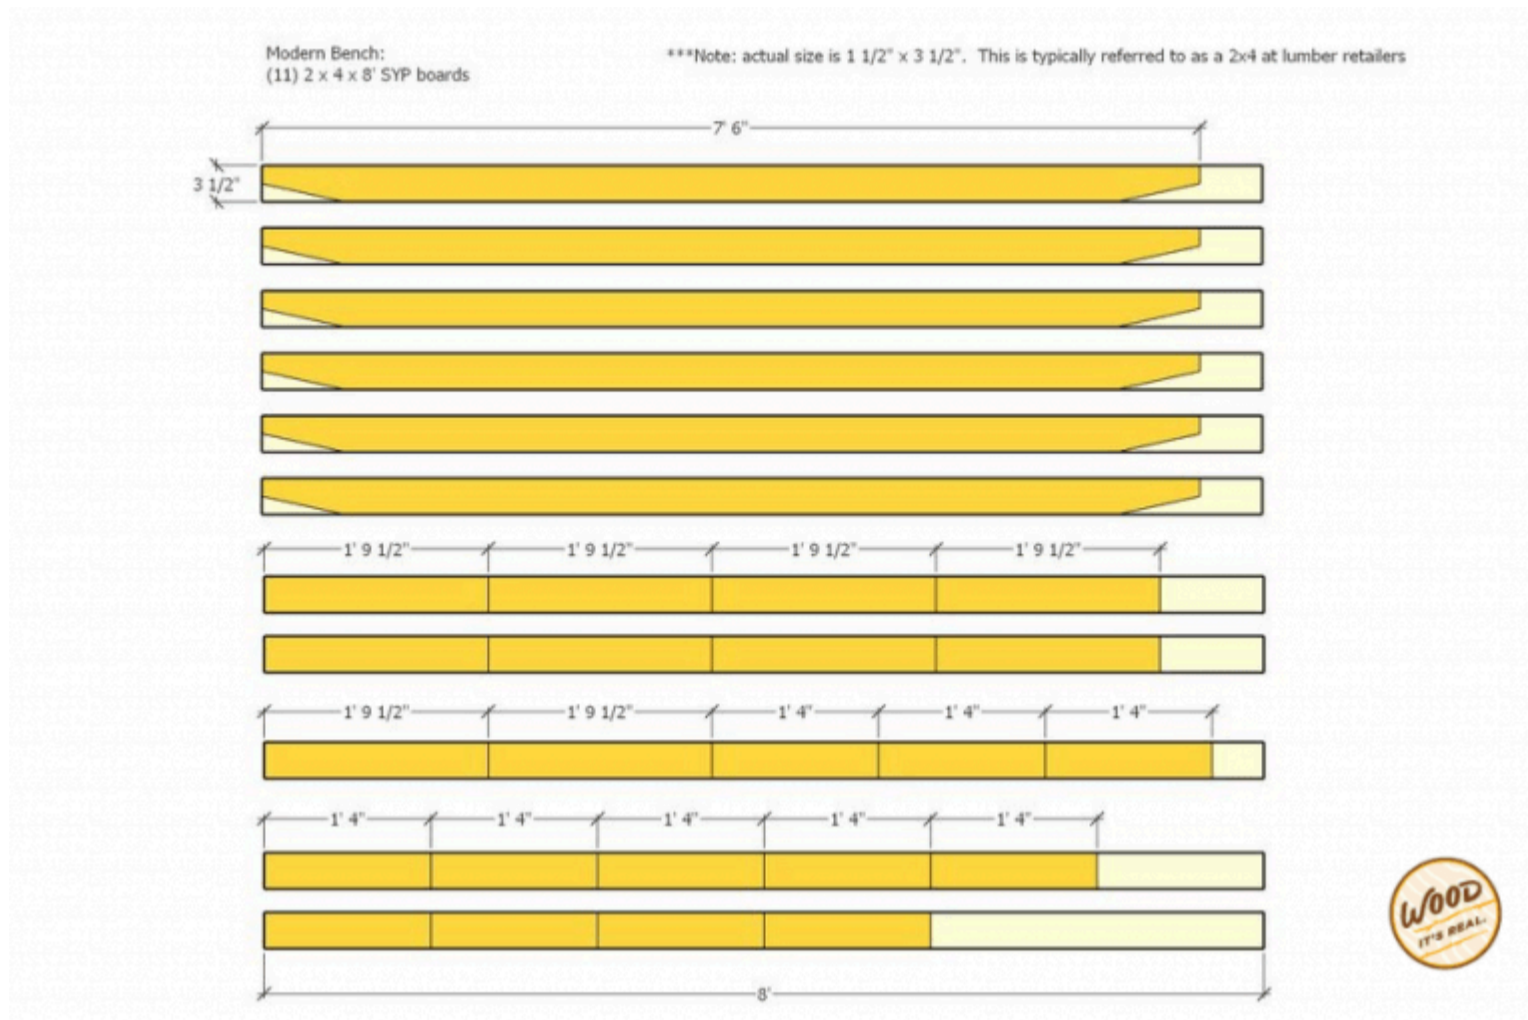 Modern Bench:
(11) 2 x 4 x 8' SYP boards
***Note: actual size is 1 1/2" x 3 1/2". This is typically referred to as a 2x4 at lumber retailers
7' 6"
3 1/2"
1' 9 1/2" 1' 9 1/2" 1' 9 1/2" 1' 9 1/2"
1' 9 1/2" 1' 9 1/2" 1' 4" 1' 4" 1' 4"
1' 4" 1' 4" 1' 4" 1' 4" 1' 4"
WOOD
IT'S REAL.
8'